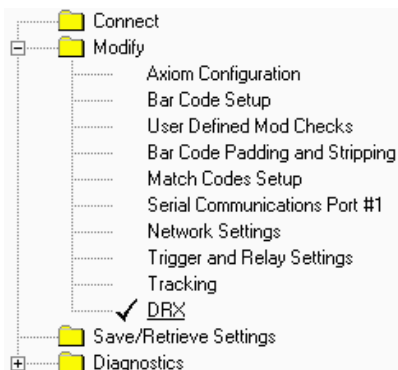 Connect
Modify
Axiom Configuration
Bar Code Setup
User Defined Mod Checks
Bar Code Padding and Stripping
Match Codes Setup
Serial Communications Port #1
Network Settings
Trigger and Relay Settings
Tracking
DRX
Save/Retrieve Settings
Diagnostics